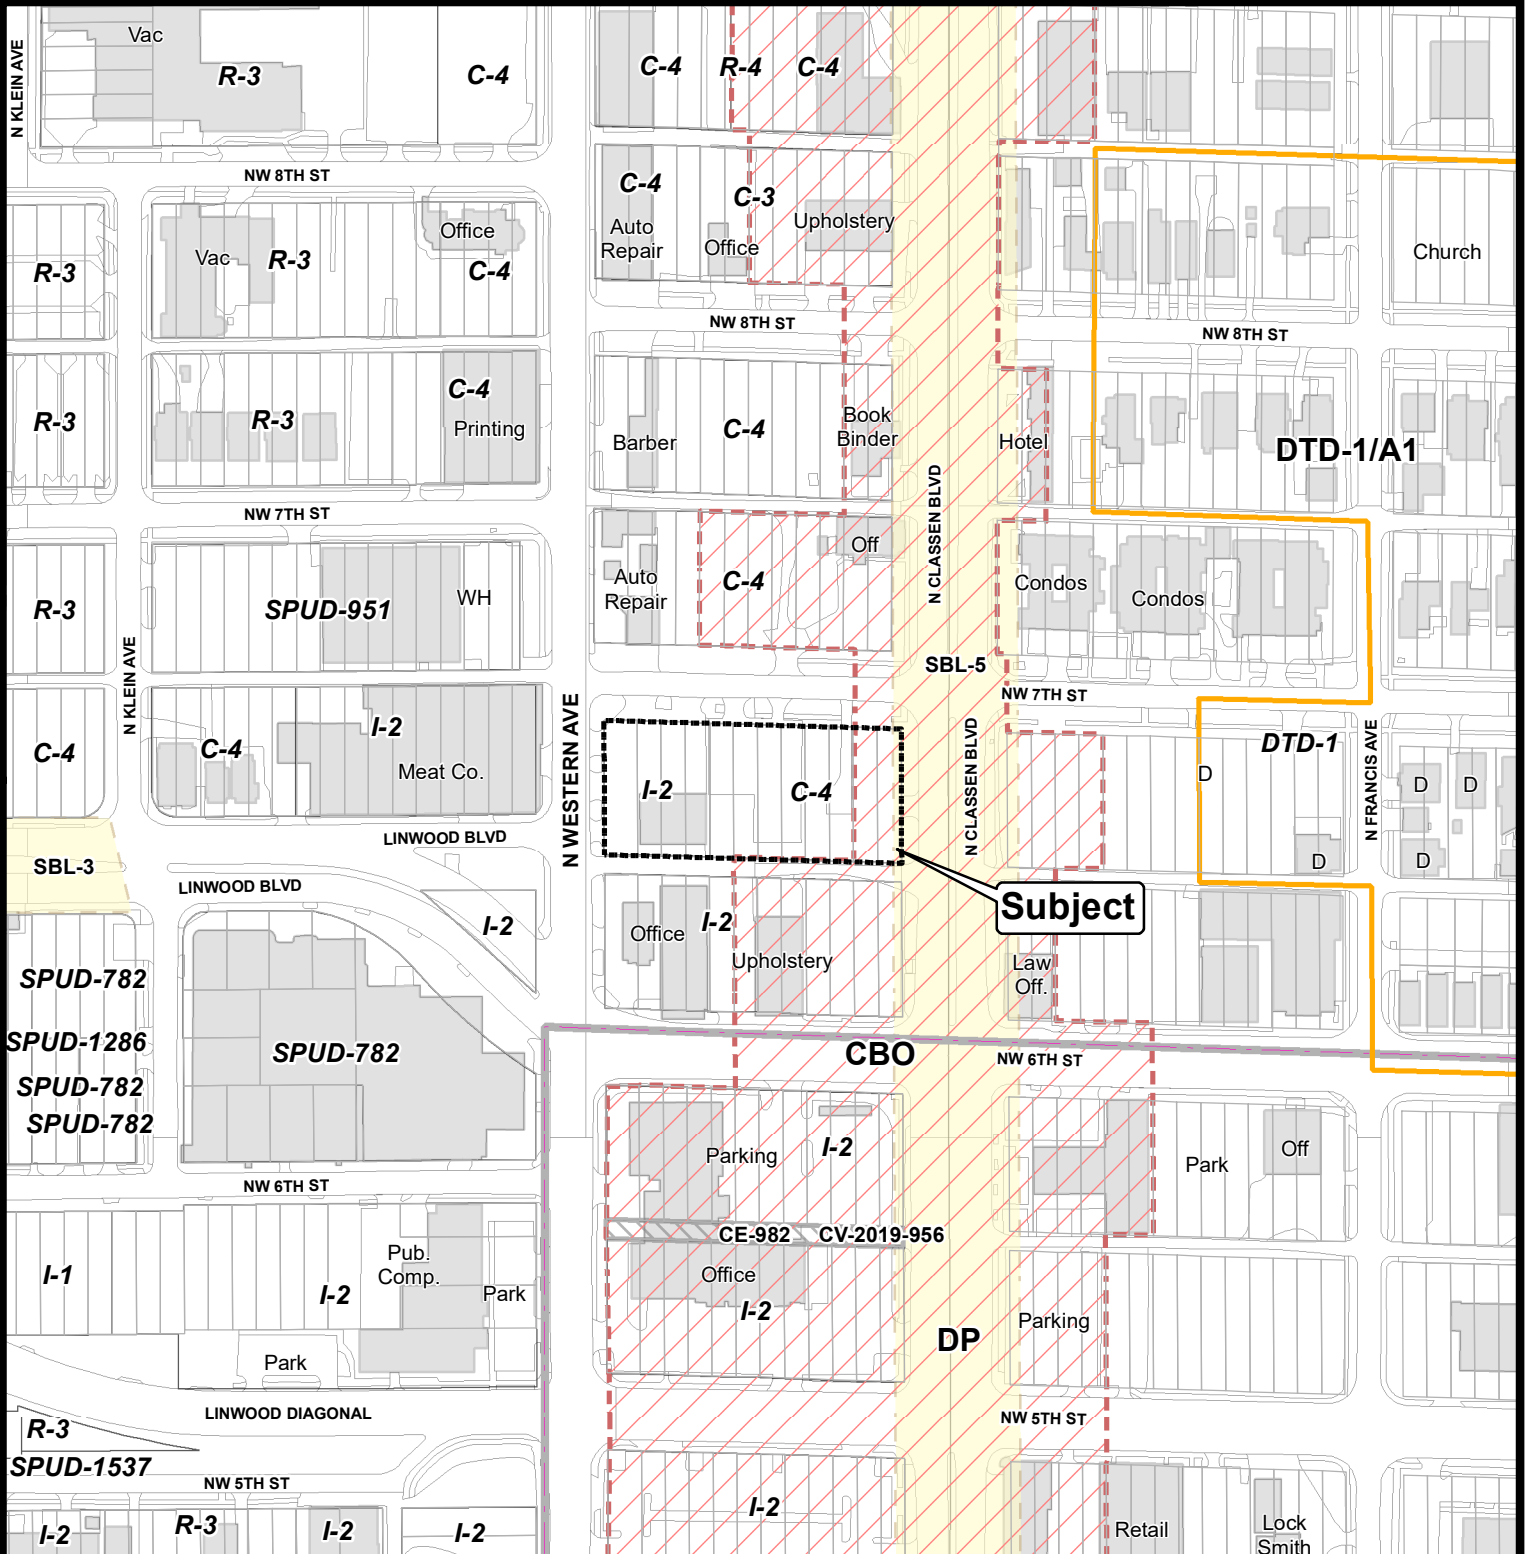 Vac
R-3
C-4
C-4
R-4
C-4
N KLEIN AVE
NW 8TH ST
C-4
C-3
Auto
Repair
Office
Upholstery
Office
C-4
R-3
Vac
R-3
Church
NW 8TH ST
NW 8TH ST
R-3
R-3
C-4
Printing
Barber
C-4
Book
Binder
Hotel
DTD-1/A1
N CLASSEN BLVD
NW 7TH ST
Off
Auto
Repair
C-4
Condos
Condos
R-3
SPUD-951
WH
SBL-5
NW 7TH ST
N KLEIN AVE
N WESTERN AVE
N CLASSEN BLVD
C-4
C-4
I-2
Meat Co.
I-2
C-4
DTD-1
D
D
D
D
D
N FRANCIS AVE
LINWOOD BLVD
SBL-3
LINWOOD BLVD
Subject
I-2
Office
I-2
Upholstery
Law
Off.
SPUD-782
SPUD-1286
SPUD-782
SPUD-782
SPUD-782
CBO
NW 6TH ST
Parking
I-2
Park
Off
NW 6TH ST
CE-982
CV-2019-956
Office
I-2
I-1
I-2
Pub.
Comp.
Park
Parking
DP
Park
LINWOOD DIAGONAL
R-3
SPUD-1537
NW 5TH ST
NW 5TH ST
I-2
R-3
I-2
I-2
I-2
Retail
Lock
Smith